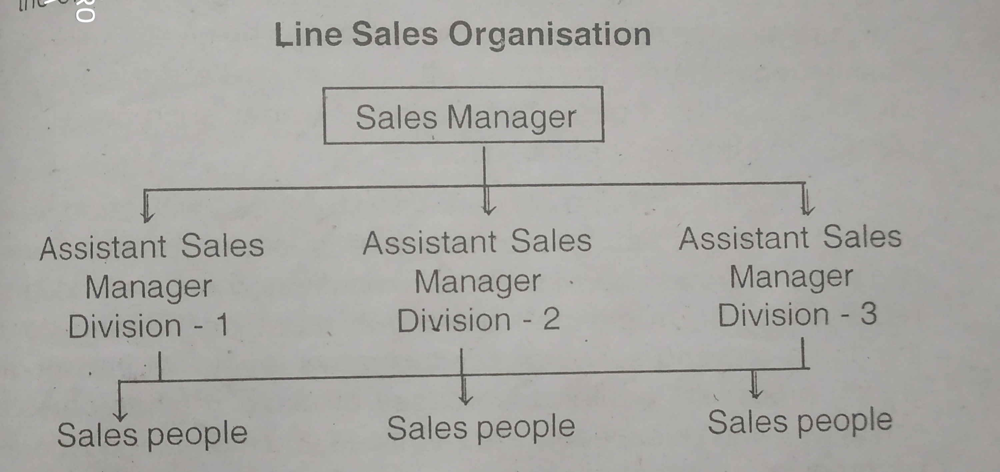 Line Sales Organisation
Sales Manager
Assistant Sales
Manager
Division - 1
Assistant Sales
Manager
Division - 2
Assistant Sales
Manager
Division - 3
Sales people
Sales people
Sales people